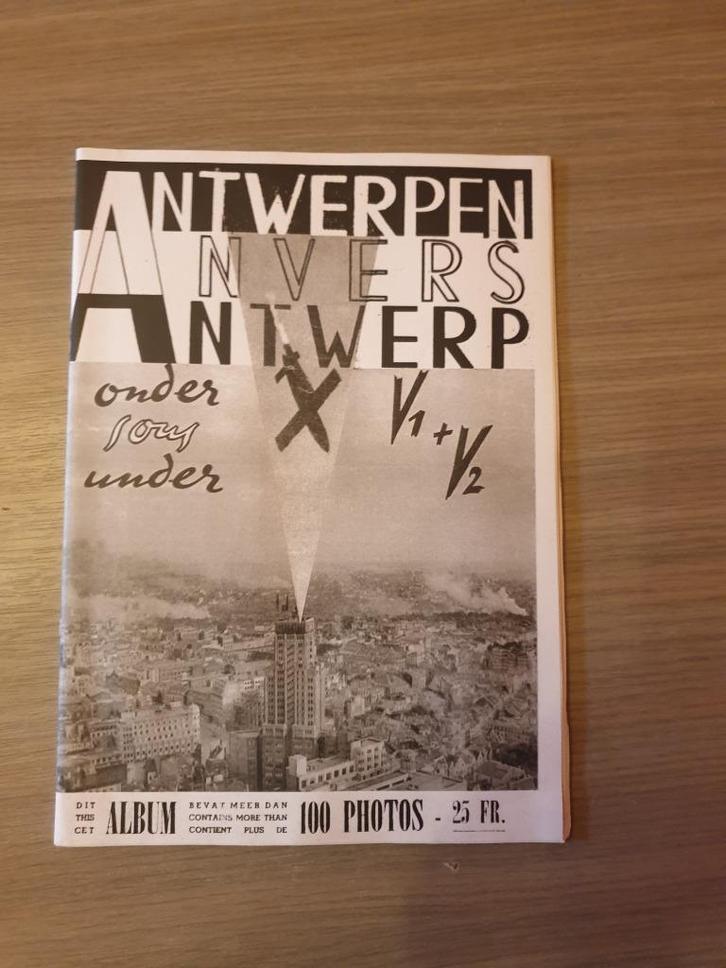 ANTWERPEN
ANVERS
ANTWERP
onder
sous
under
V1 + V2
DIT
THIS
CET
ALBUM
BEVAT MEER DAN
CONTAINS MORE THAN
CONTIENT PLUS DE
100 PHOTOS - 25 FR.